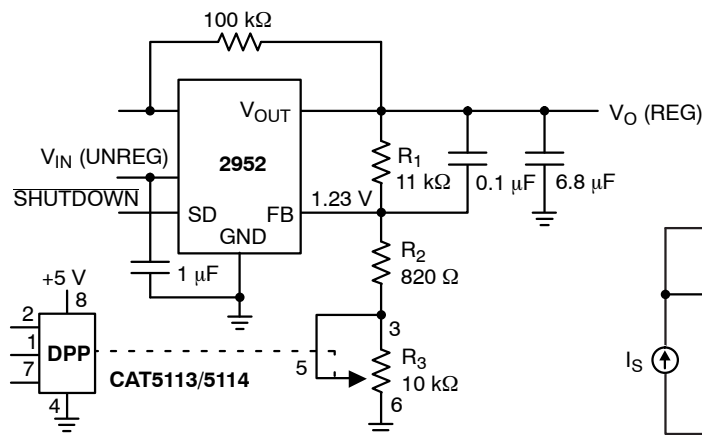 100 kΩ
V_OUT
V_O (REG)
V_IN (UNREG)
2952
R_1
11 kΩ
0.1 μF
6.8 μF
SHUTDOWN
1.23 V
SD
FB
GND
R_2
820 Ω
1 μF
+5 V
8
2
3
1
DPP
5
R_3
10 kΩ
I_S
7
CAT5113/5114
4
6